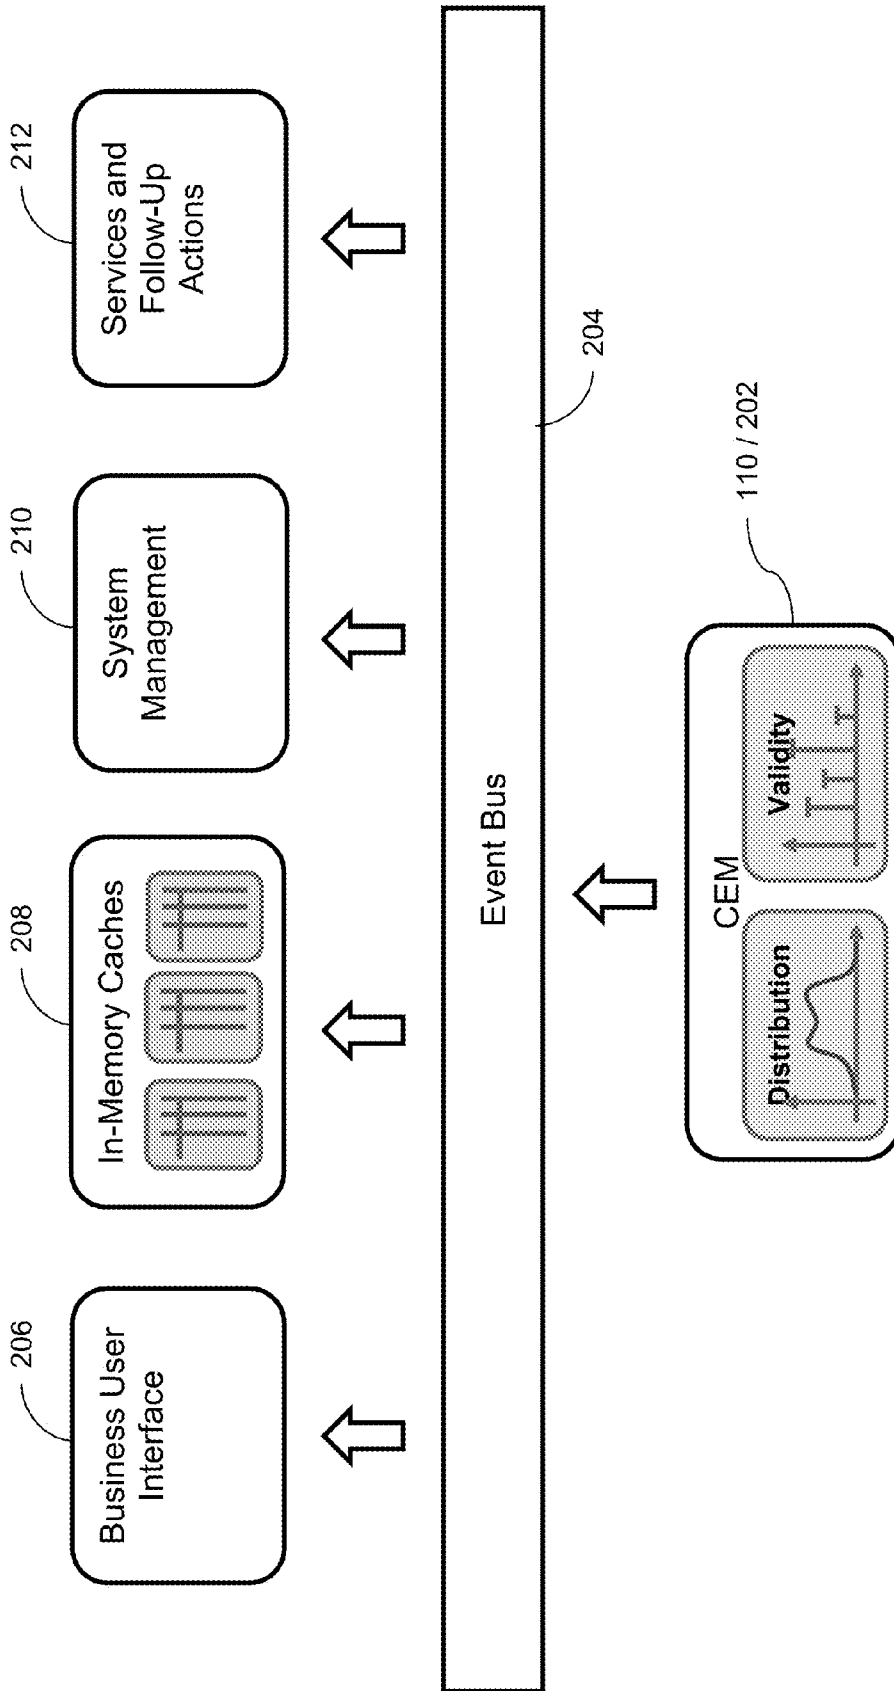 206
208
210
212
Business User
Interface
In-Memory Caches
System
Management
Services and
Follow-Up
Actions
Event Bus
204
110 / 202
CEM
Distribution
Validity